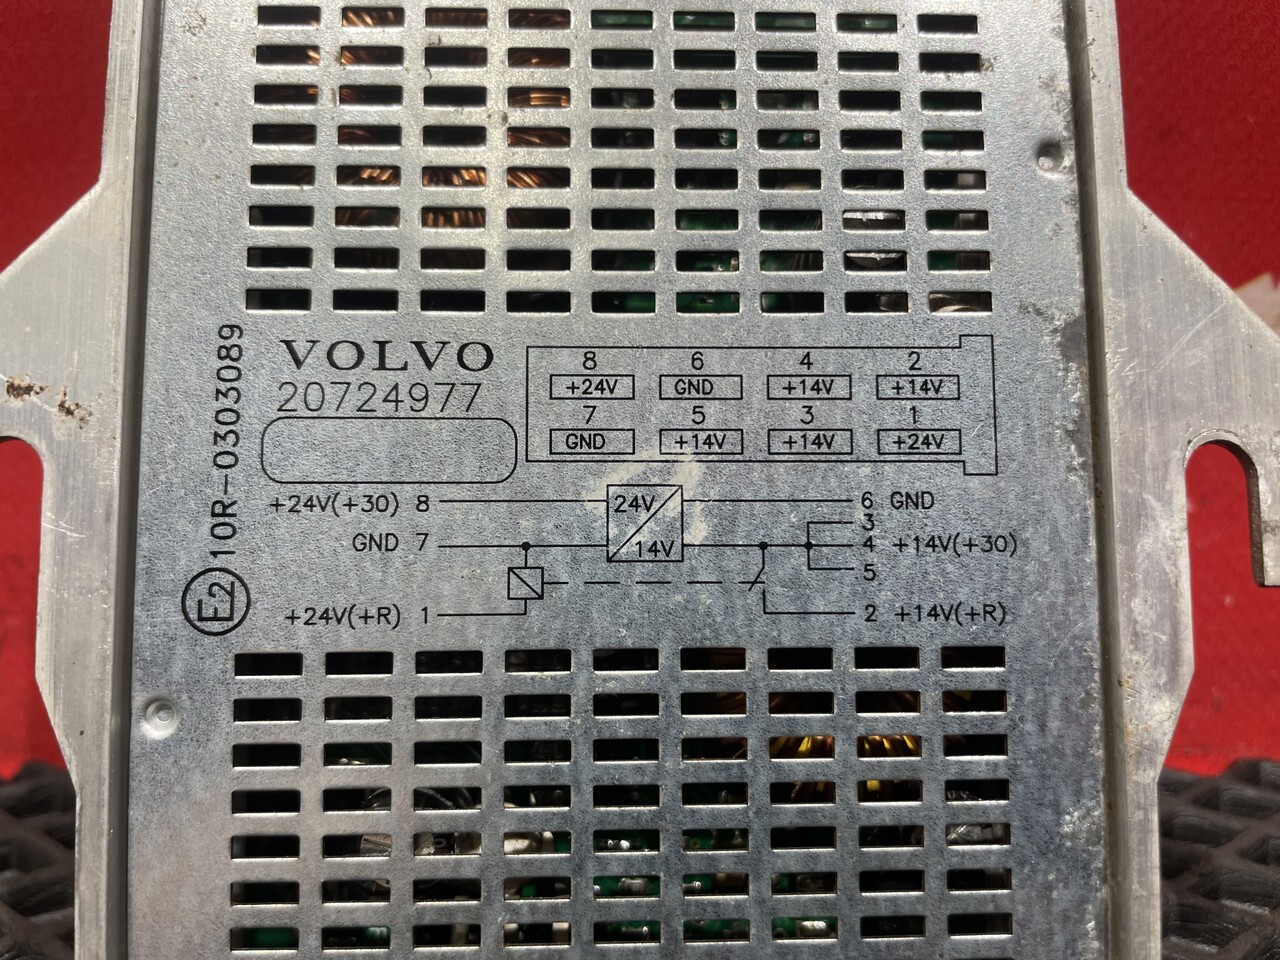 VOLVO
20724977
E2 10R-0303089
8 6 4 2
+24V GND +14V +14V
7 5 3 1
GND +14V +14V +24V
+24V(+30) 8 24V 6 GND
3
GND 7 14V 4 +14V(+30)
5
+24V(+R) 1 2 +14V(+R)